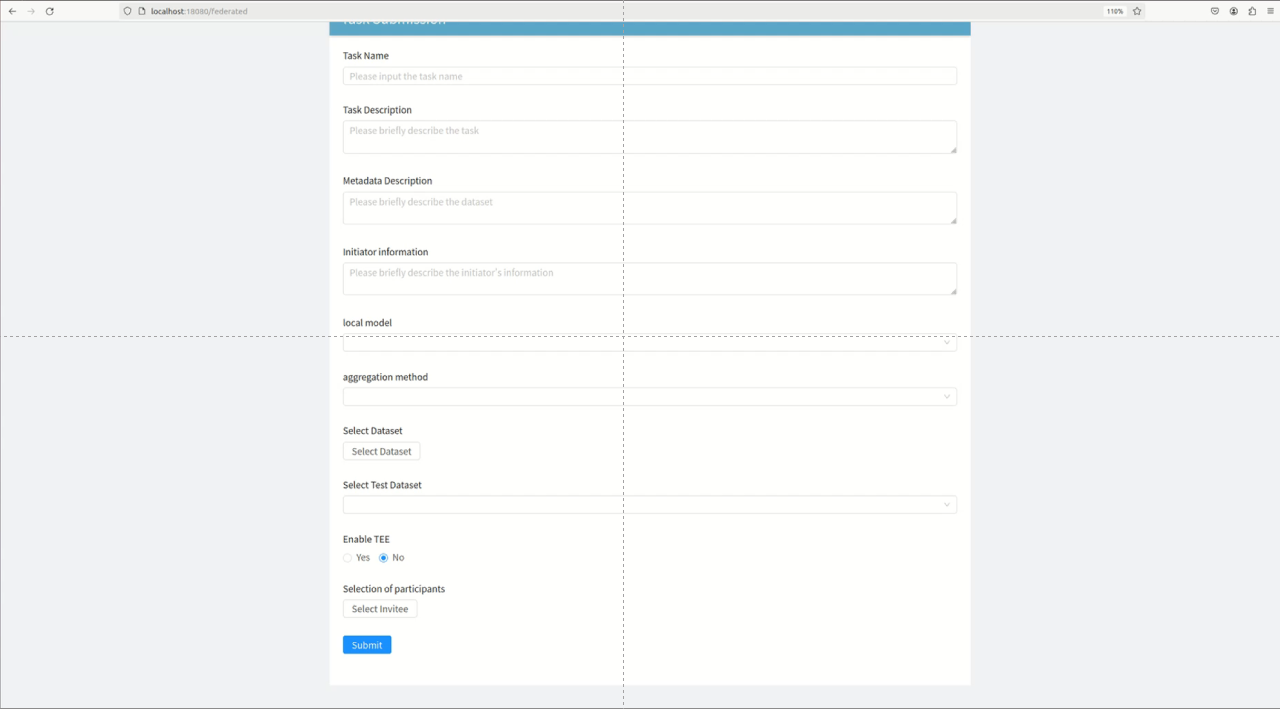 localhost:18080/federated
110%
Task Submission
Task Name
Please input the task name
Task Description
Please briefly describe the task
Metadata Description
Please briefly describe the dataset
Initiator information
Please briefly describe the initiator's information
local model
aggregation method
Select Dataset
Select Dataset
Select Test Dataset
Enable TEE
Yes No
Selection of participants
Select Invitee
Submit